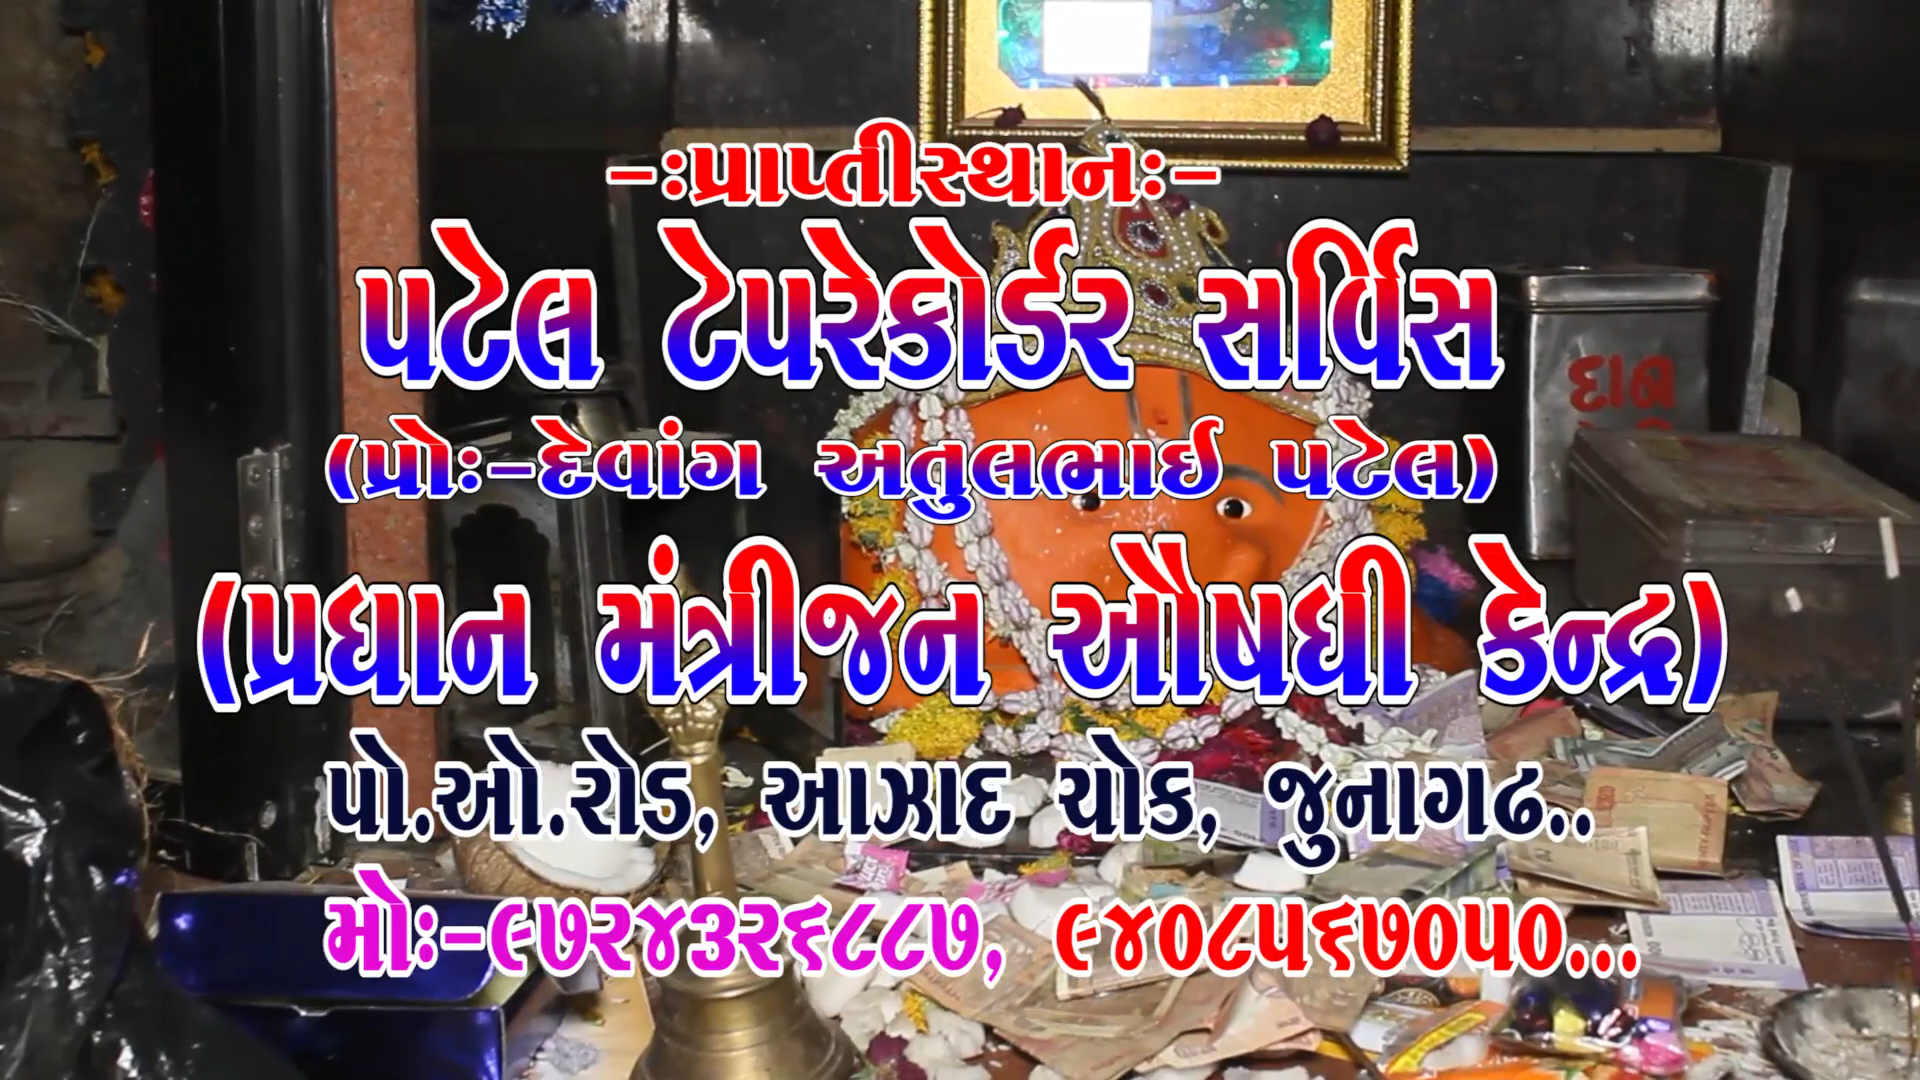 -ઃપ્રાપ્તીસ્થાનઃ-
પટેલ ટેપરેકોર્ડર સર્વિસ
(પ્રોઃ-દેવાંગ અતુલભાઈ પટેલ)
(પ્રધાન મંત્રીજન ઔષધી કેન્દ્ર)
પો.ઓ.રોડ, આઝાદ ચોક, જુનાગઢ..
મોઃ-૯૭૨૪૩૨૬૮૮૭, ૯૪૦૮૫૬૭૦૫૦...